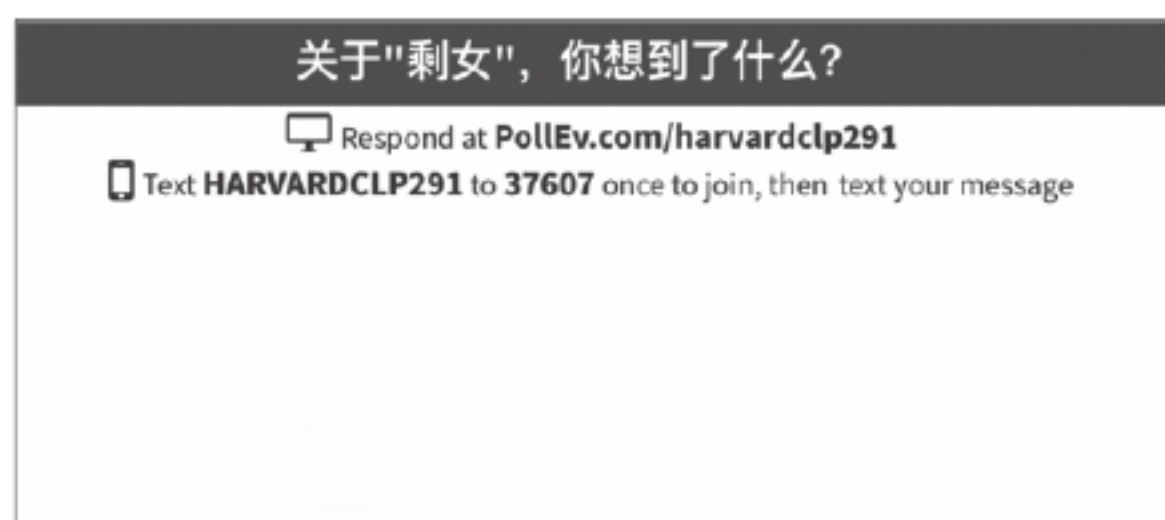 关于"剩女"，你想到了什么?
Respond at PollEv.com/harvardclp291
Text HARVARDCLP291 to 37607 once to join, then text your message